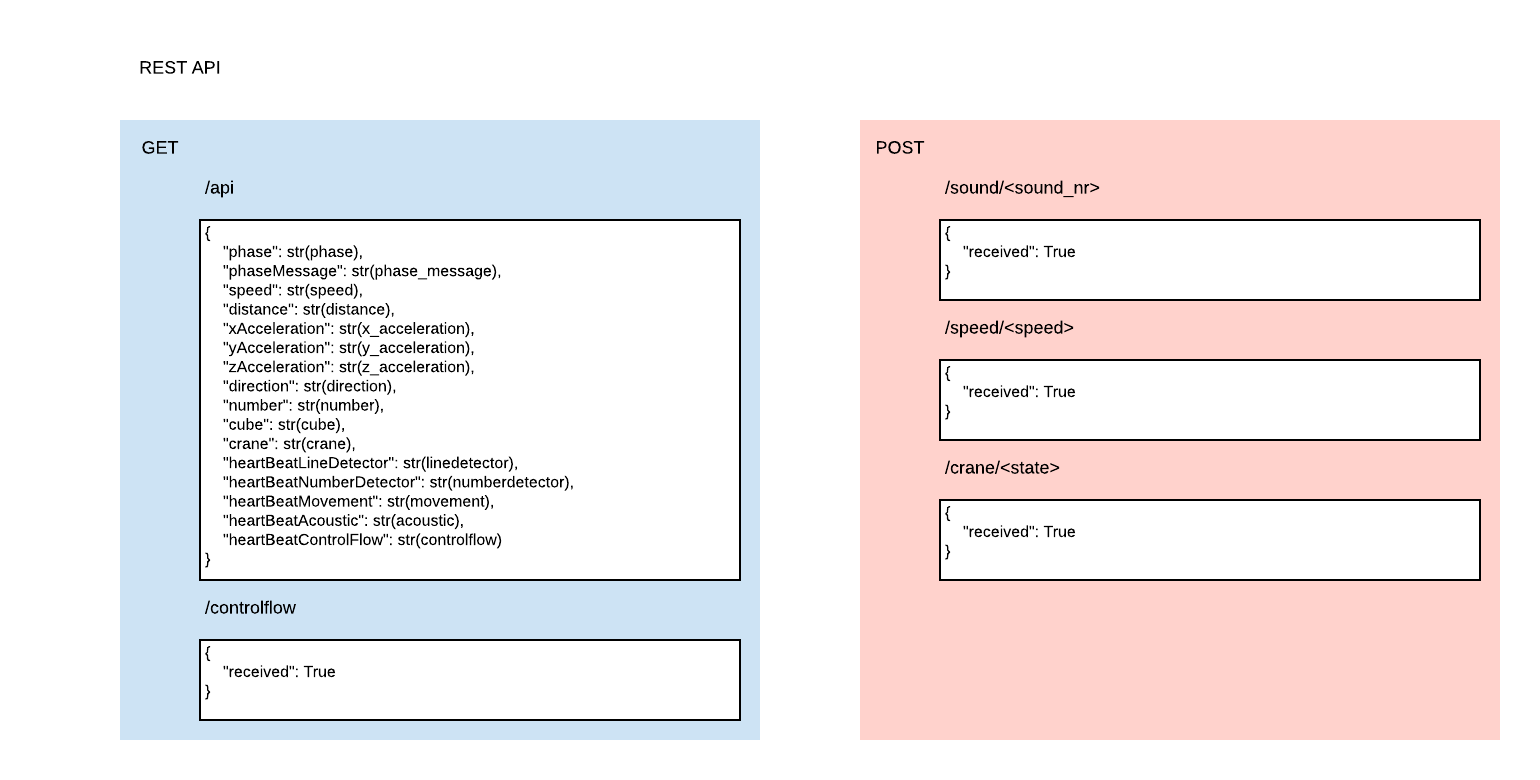 REST API
GET
/api
{
"phase": str(phase),
"phaseMessage": str(phase_message),
"speed": str(speed),
"distance": str(distance),
"xAcceleration": str(x_acceleration),
"yAcceleration": str(y_acceleration),
"zAcceleration": str(z_acceleration),
"direction": str(direction),
"number": str(number),
"cube": str(cube),
"crane": str(crane),
"heartBeatLineDetector": str(linedetector),
"heartBeatNumberDetector": str(numberdetector),
"heartBeatMovement": str(movement),
"heartBeatAcoustic": str(acoustic),
"heartBeatControlFlow": str(controlflow)
}
/controlflow
{
"received": True
}
POST
/sound/<sound_nr>
{
"received": True
}
/speed/<speed>
{
"received": True
}
/crane/<state>
{
"received": True
}